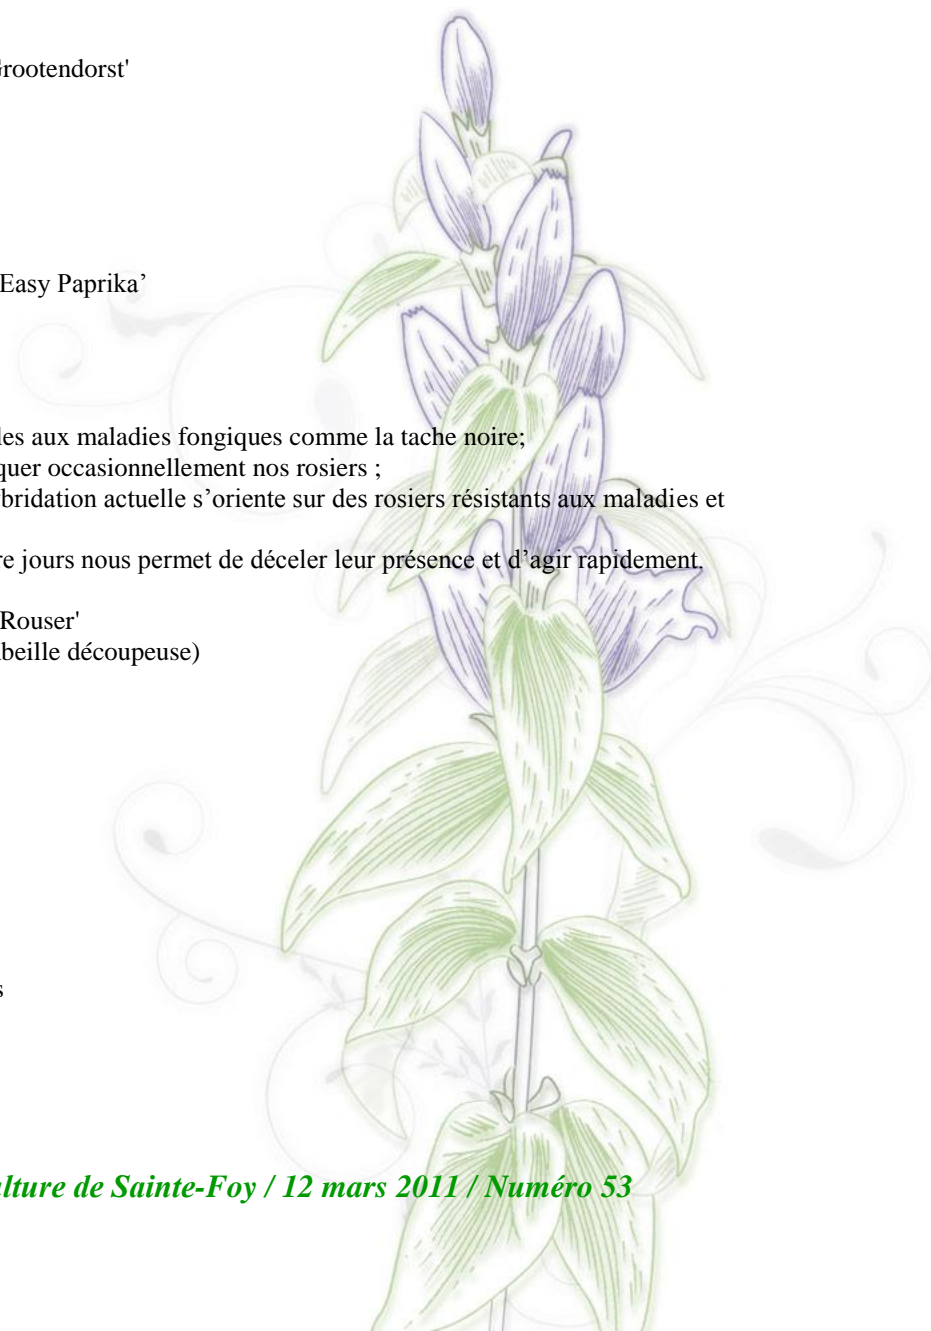 Grootendorst'
Easy Paprika’
les aux maladies fongiques comme la tache noire;
quer occasionnellement nos rosiers ;
bridation actuelle s’oriente sur des rosiers résistants aux maladies et
re jours nous permet de déceler leur présence et d’agir rapidement.
Rouser'
beille découpeuse)
s
lture de Sainte-Foy / 12 mars 2011 / Numéro 53